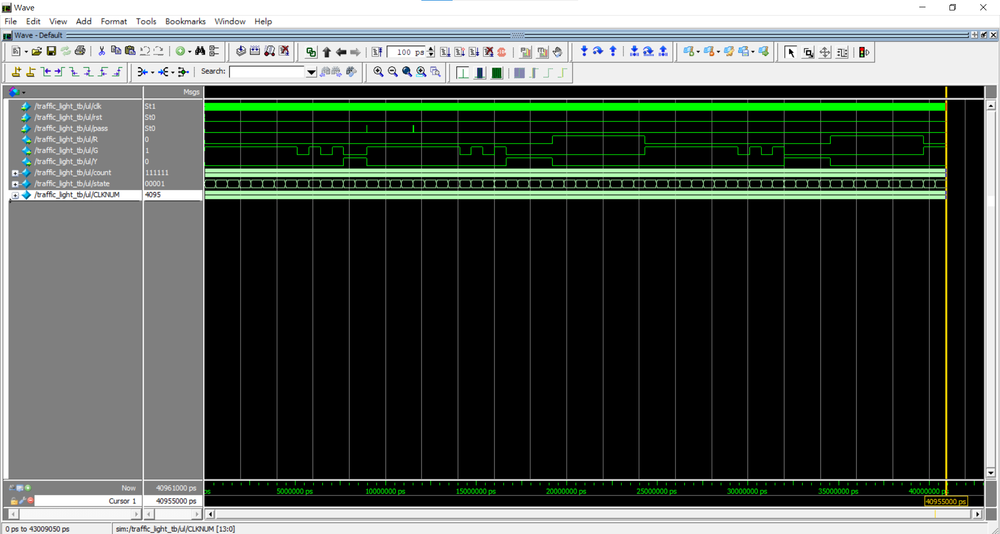 Wave
File Edit View Add Format Tools Bookmarks Window Help
Wave - Default
100 ps
Search:
Msgs
/traffic_light_tb/ul/clk St1
/traffic_light_tb/ul/rst St0
/traffic_light_tb/ul/pass St0
/traffic_light_tb/ul/R 0
/traffic_light_tb/ul/G 1
/traffic_light_tb/ul/Y 0
/traffic_light_tb/ul/count 111111
/traffic_light_tb/ul/state 00001
/traffic_light_tb/ul/CLKNUM 4095
Now 40961000 ps
ps 5000000 ps 10000000 ps 15000000 ps 20000000 ps 25000000 ps 30000000 ps 35000000 ps 40000000 ps
Cursor 1 40955000 ps
40955000 ps
0 ps to 43009050 ps sim:/traffic_light_tb/ul/CLKNUM [13:0]